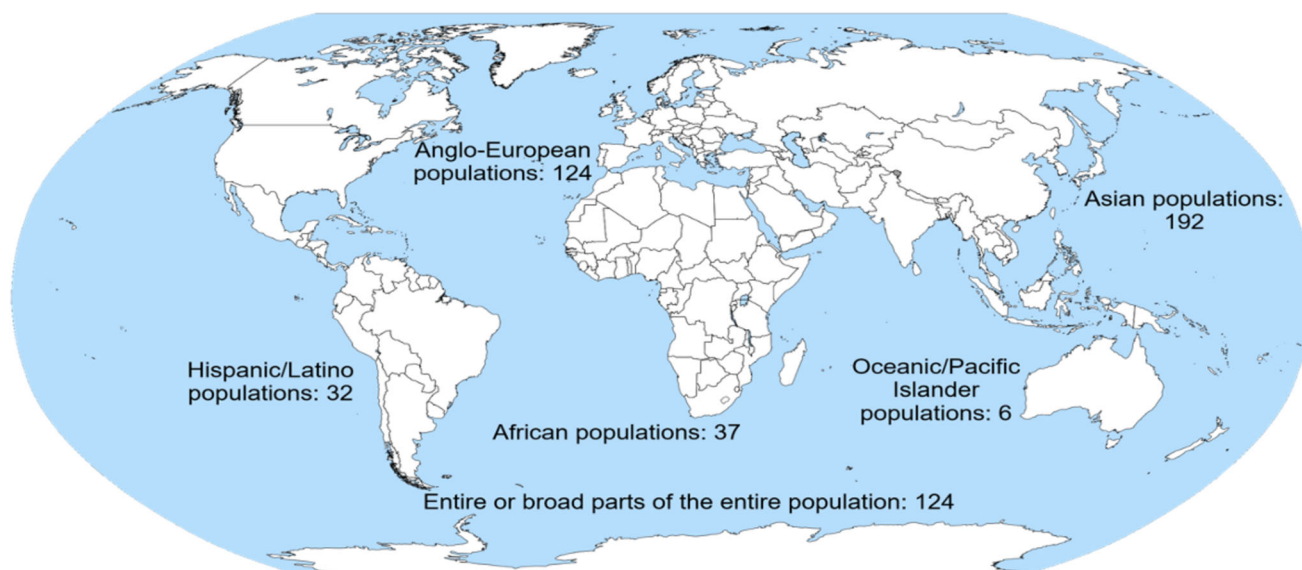 Anglo-European
populations: 124
Asian populations:
192
Hispanic/Latino
populations: 32
Oceanic/Pacific
Islander
populations: 6
African populations: 37
Entire or broad parts of the entire population: 124